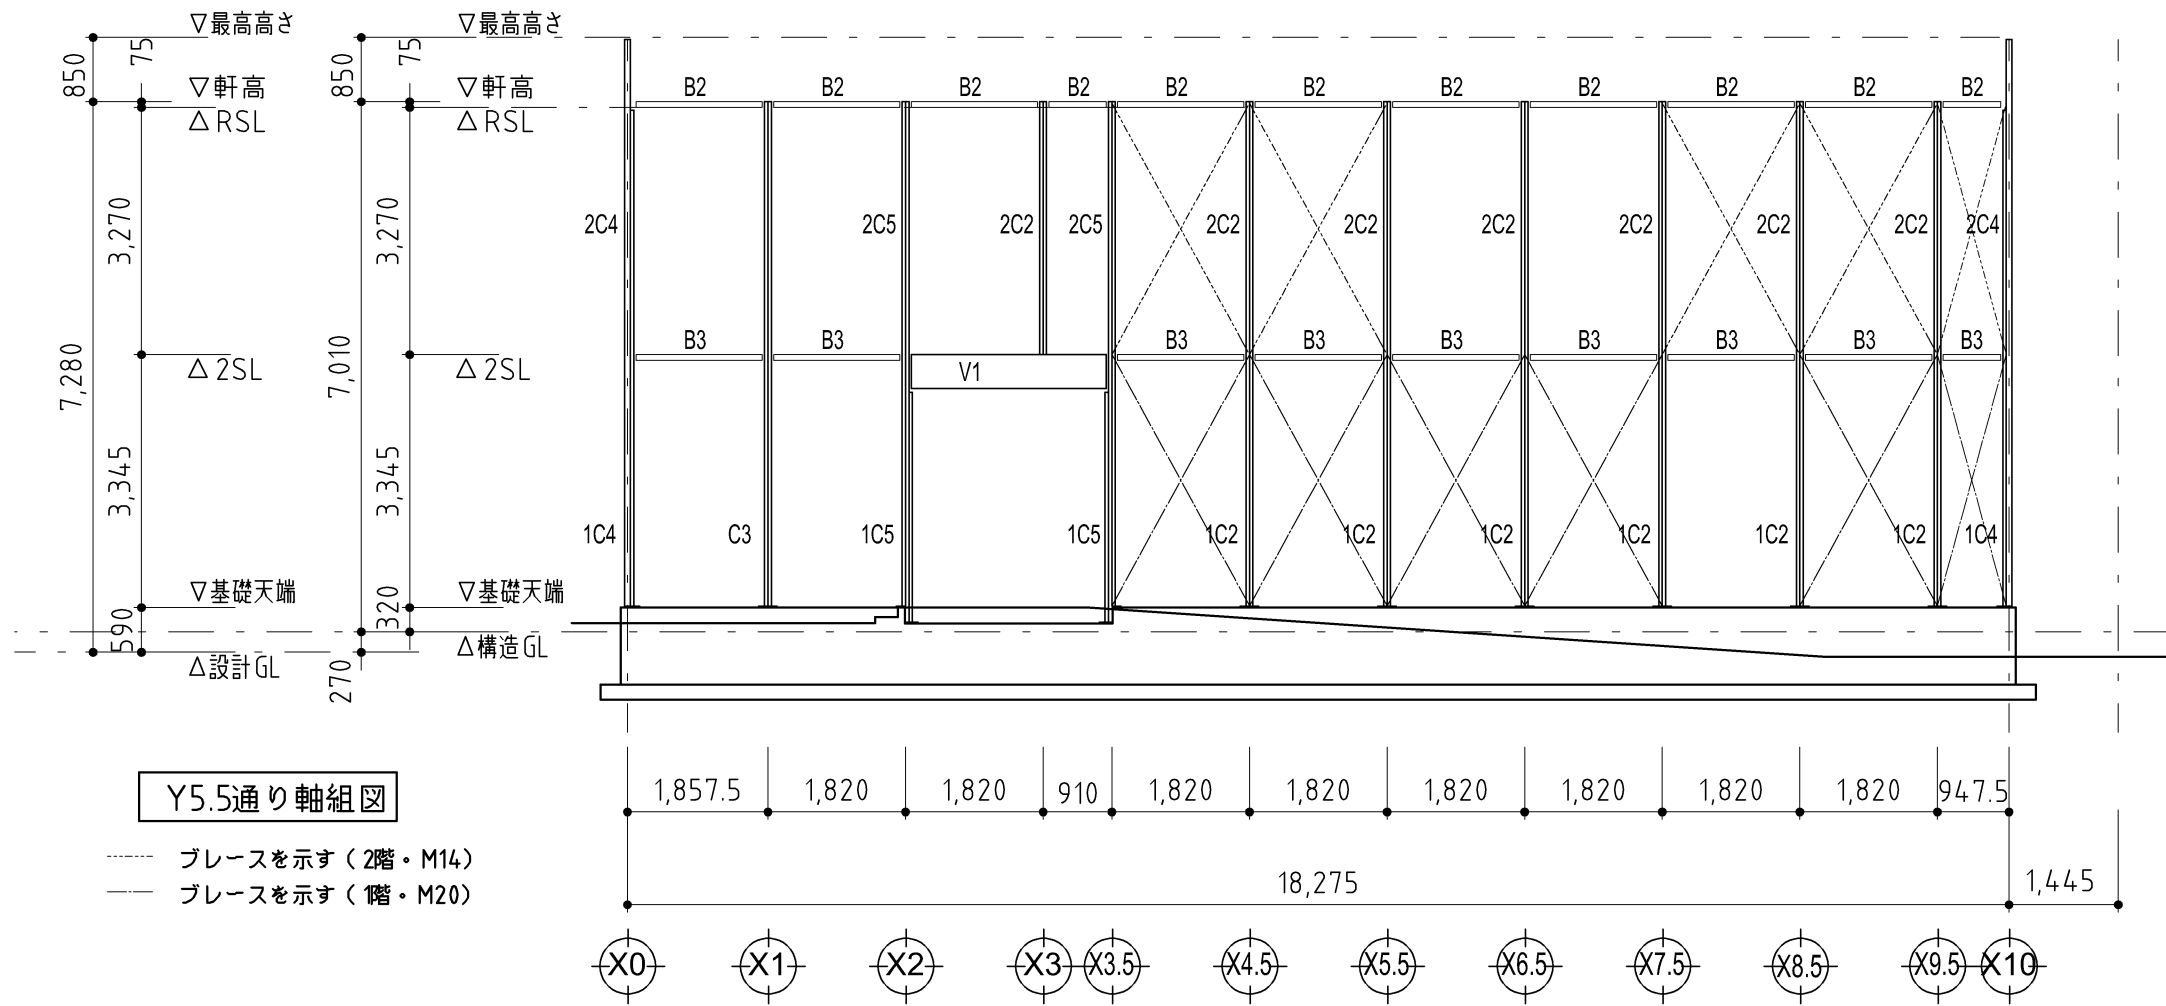 ▽最高高さ ▽最高高さ
850 75 850 75
▽軒高 ▽軒高
△RSL △RSL
B2 B2 B2 B2 B2 B2 B2 B2 B2 B2 B2
3,270 3,270
2C4 2C5 2C2 2C5 2C2 2C2 2C2 2C2 2C2 2C2 2C4
7,280 7,010
B3 B3 B3 B3 B3 B3 B3 B3 B3
△2SL △2SL
V1
3,345 3,345
1C4 C3 1C5 1C5 1C2 1C2 1C2 1C2 1C2 1C2 1C4
▽基礎天端 ▽基礎天端
590 320
△設計GL △構造GL
270
Y5.5通り軸組図
1,857.5 1,820 1,820 910 1,820 1,820 1,820 1,820 1,820 1,820 947.5
ブレースを示す（2階。M14）
ブレースを示す（1階。M20）
18,275 1,445
X0 X1 X2 X3 X3.5 X4.5 X5.5 X6.5 X7.5 X8.5 X9.5 X10